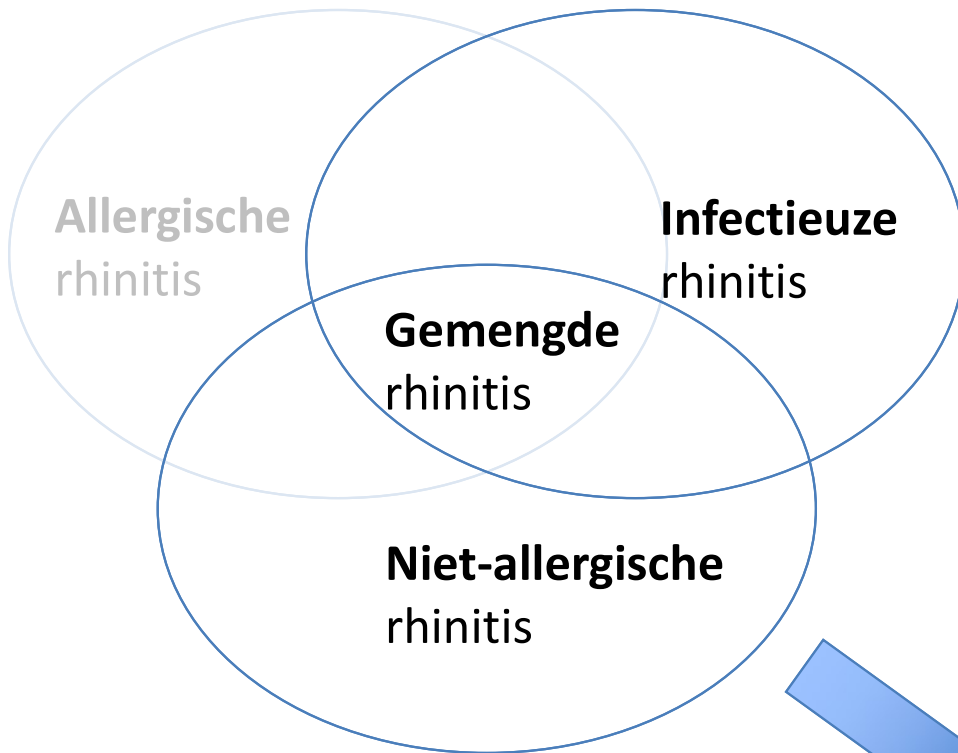 Allergische
rhinitis
Infectieuze
rhinitis
Gemengde
rhinitis
Niet-allergische
rhinitis